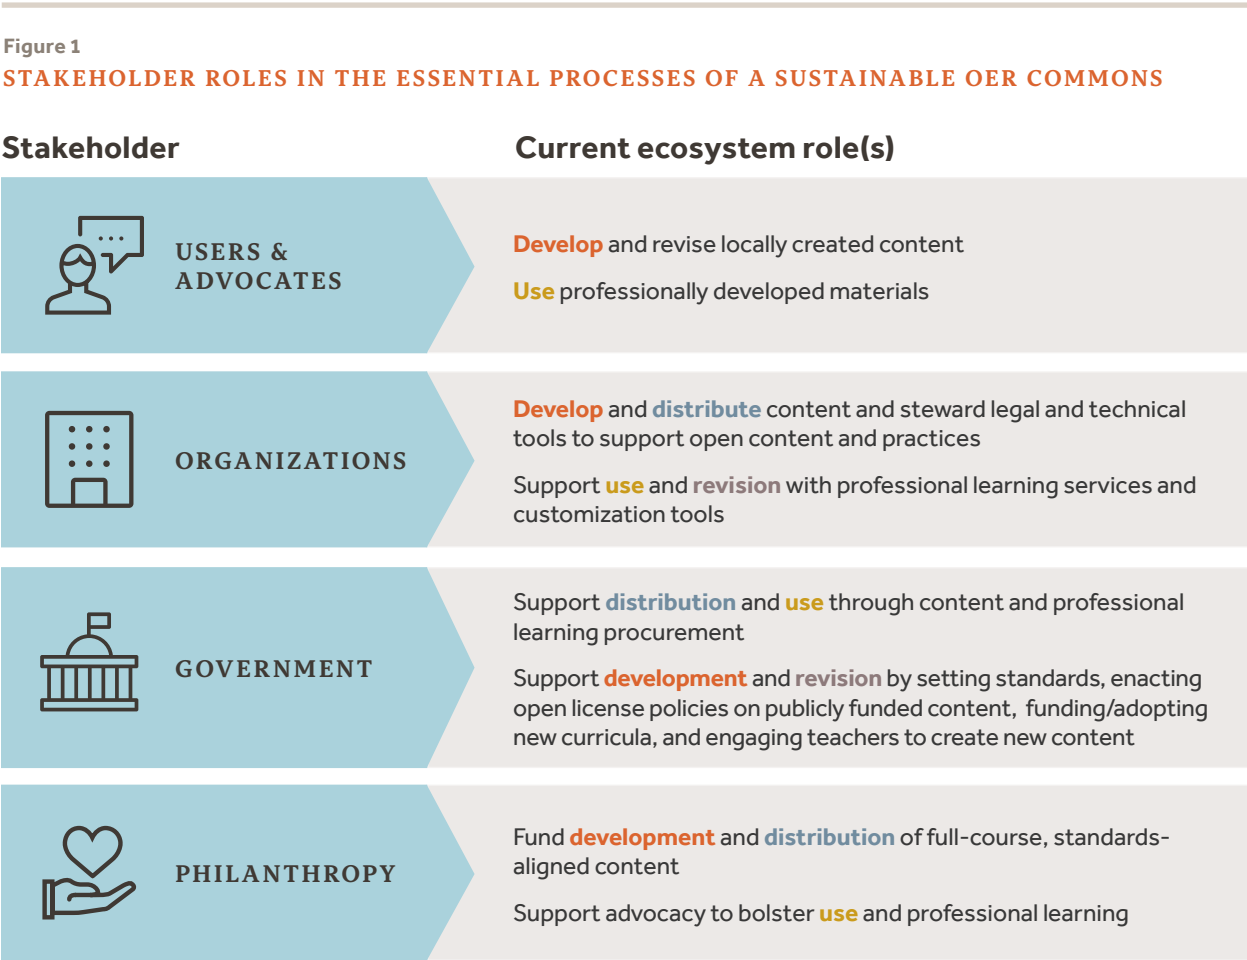 Figure 1
STAKEHOLDER ROLES IN THE ESSENTIAL PROCESSES OF A SUSTAINABLE OER COMMONS
Stakeholder
Current ecosystem role(s)
USERS &
ADVOCATES
Develop and revise locally created content
Use professionally developed materials
ORGANIZATIONS
Develop and distribute content and steward legal and technical
tools to support open content and practices
Support use and revision with professional learning services and
customization tools
GOVERNMENT
Support distribution and use through content and professional
learning procurement
Support development and revision by setting standards, enacting
open license policies on publicly funded content, funding/adopting
new curricula, and engaging teachers to create new content
PHILANTHROPY
Fund development and distribution of full-course, standards-
aligned content
Support advocacy to bolster use and professional learning